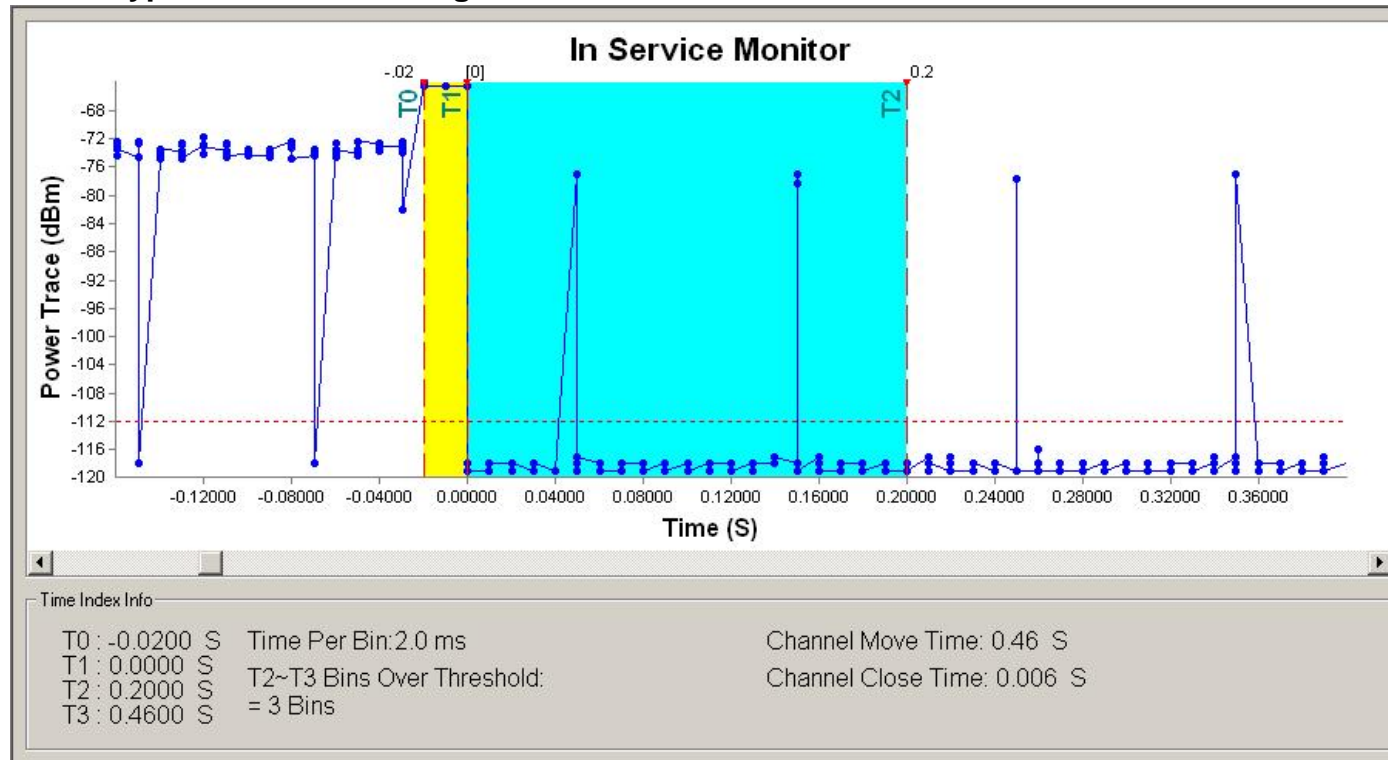 In Service Monitor
-.02 [0] 0.2
T0 T1 T2
Power Trace (dBm)
-68
-72
-76
-80
-84
-88
-92
-96
-100
-104
-108
-112
-116
-120
-0.12000 -0.08000 -0.04000 0.00000 0.04000 0.08000 0.12000 0.16000 0.20000 0.24000 0.28000 0.32000 0.36000
Time (S)
Time Index Info
T0 : -0.0200 S
T1 : 0.0000 S
T2 : 0.2000 S
T3 : 0.4600 S
Time Per Bin:2.0 ms
T2~T3 Bins Over Threshold:
= 3 Bins
Channel Move Time: 0.46 S
Channel Close Time: 0.006 S